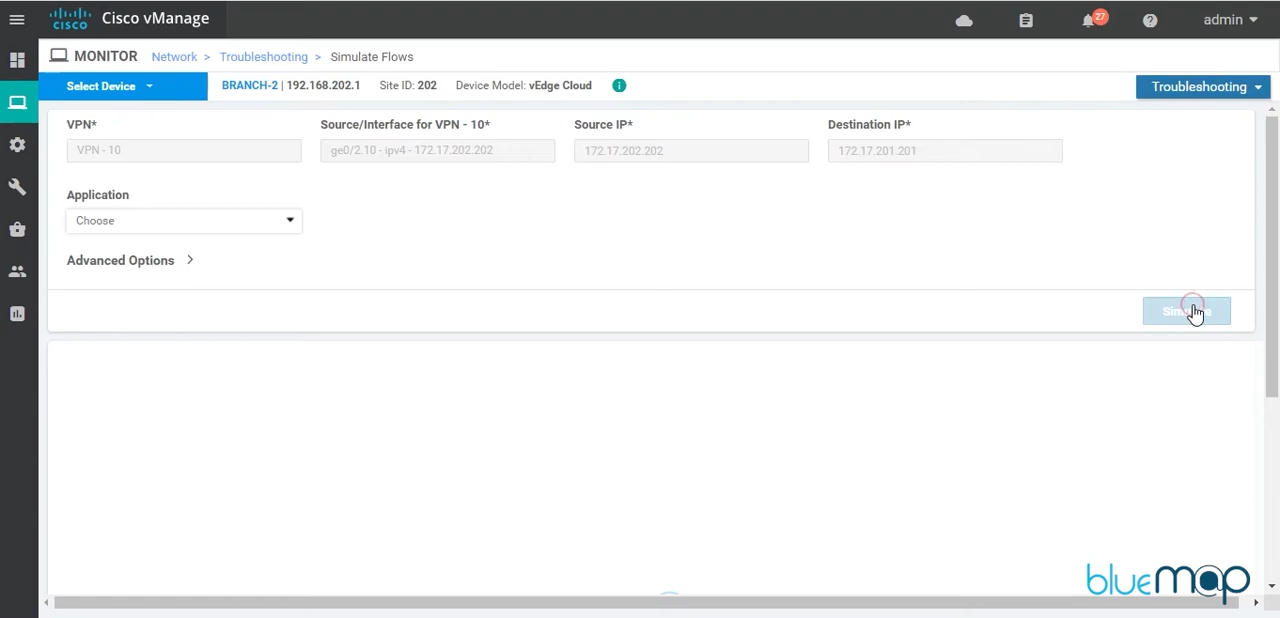 cisco Cisco vManage 27 admin
MONITOR Network > Troubleshooting > Simulate Flows
Select Device BRANCH-2 | 192.168.202.1 Site ID: 202 Device Model: vEdge Cloud Troubleshooting
VPN* Source/Interface for VPN - 10* Source IP* Destination IP*
VPN - 10 ge0/2.10 - ipv4 - 172.17.202.202 172.17.202.202 172.17.201.201
Application
Choose
Advanced Options >
bluemap